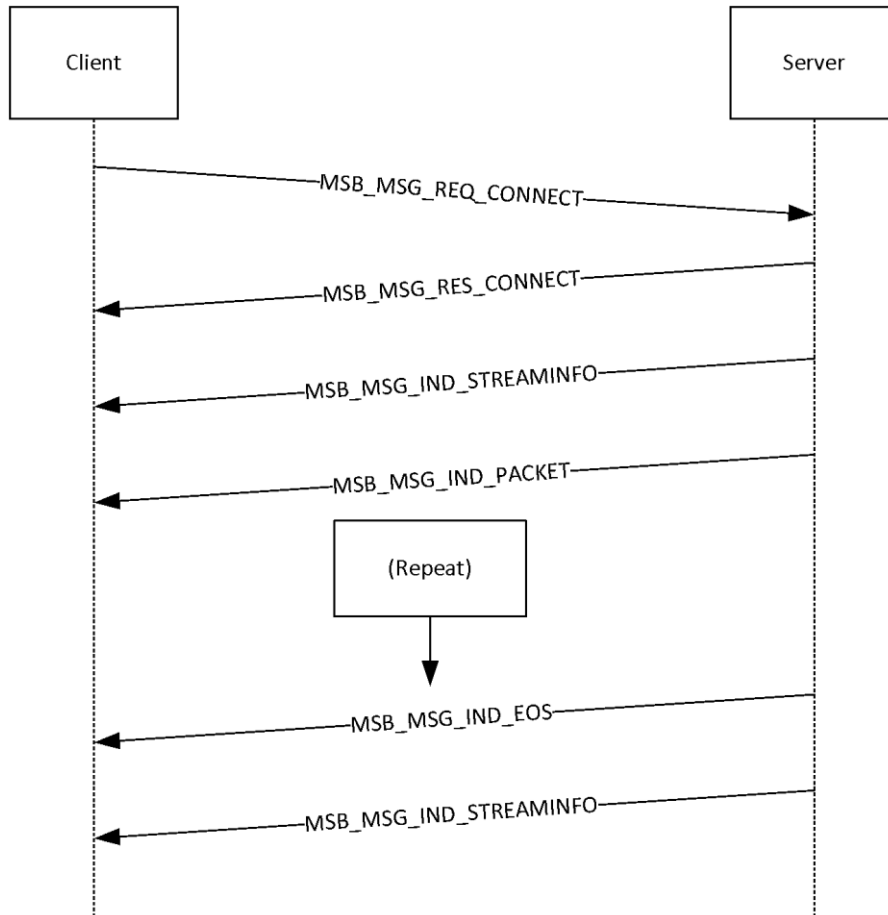 Client
Server
MSB_MSG_REQ_CONNECT
MSB_MSG_RES_CONNECT
MSB_MSG_IND_STREAMINFO
MSB_MSG_IND_PACKET
(Repeat)
MSB_MSG_IND_EOS
MSB_MSG_IND_STREAMINFO